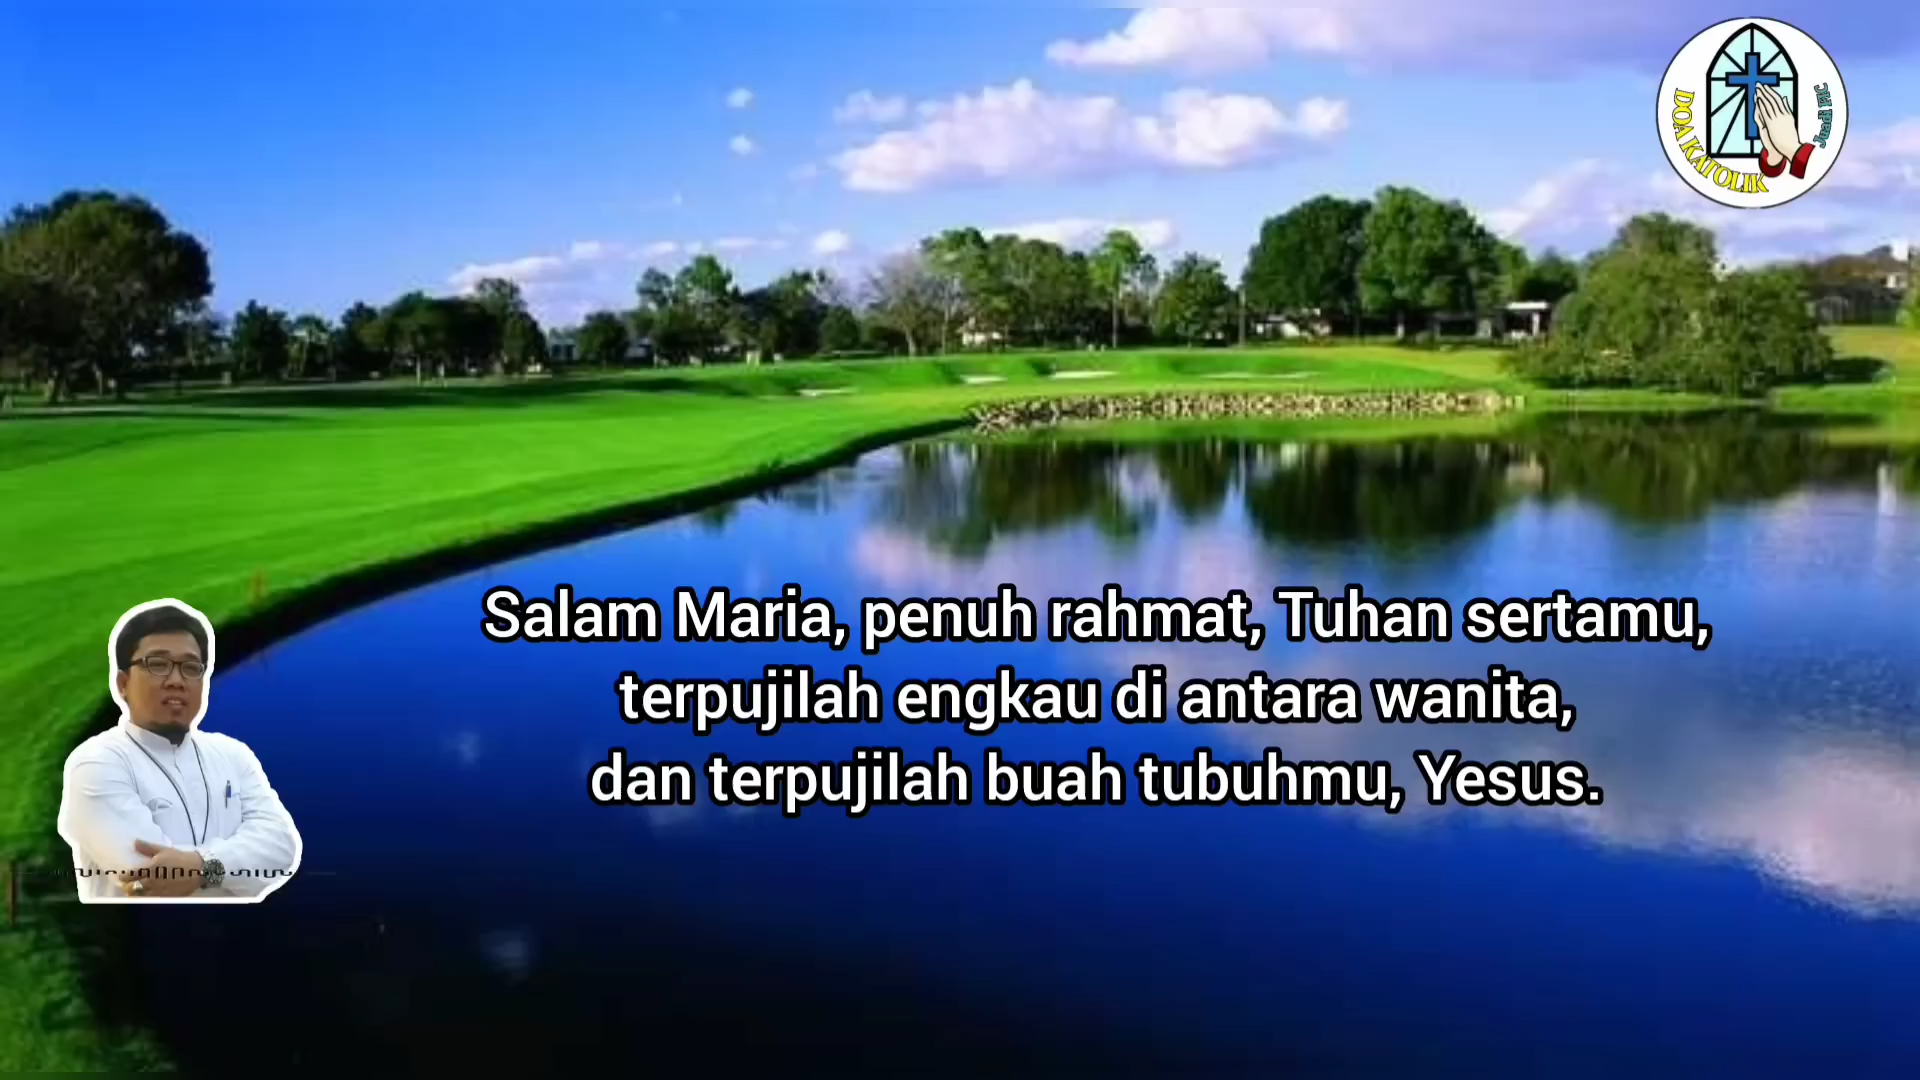 DOA KATOLIK
Salam Maria, penuh rahmat, Tuhan sertamu,
terpujilah engkau di antara wanita,
dan terpujilah buah tubuhmu, Yesus.